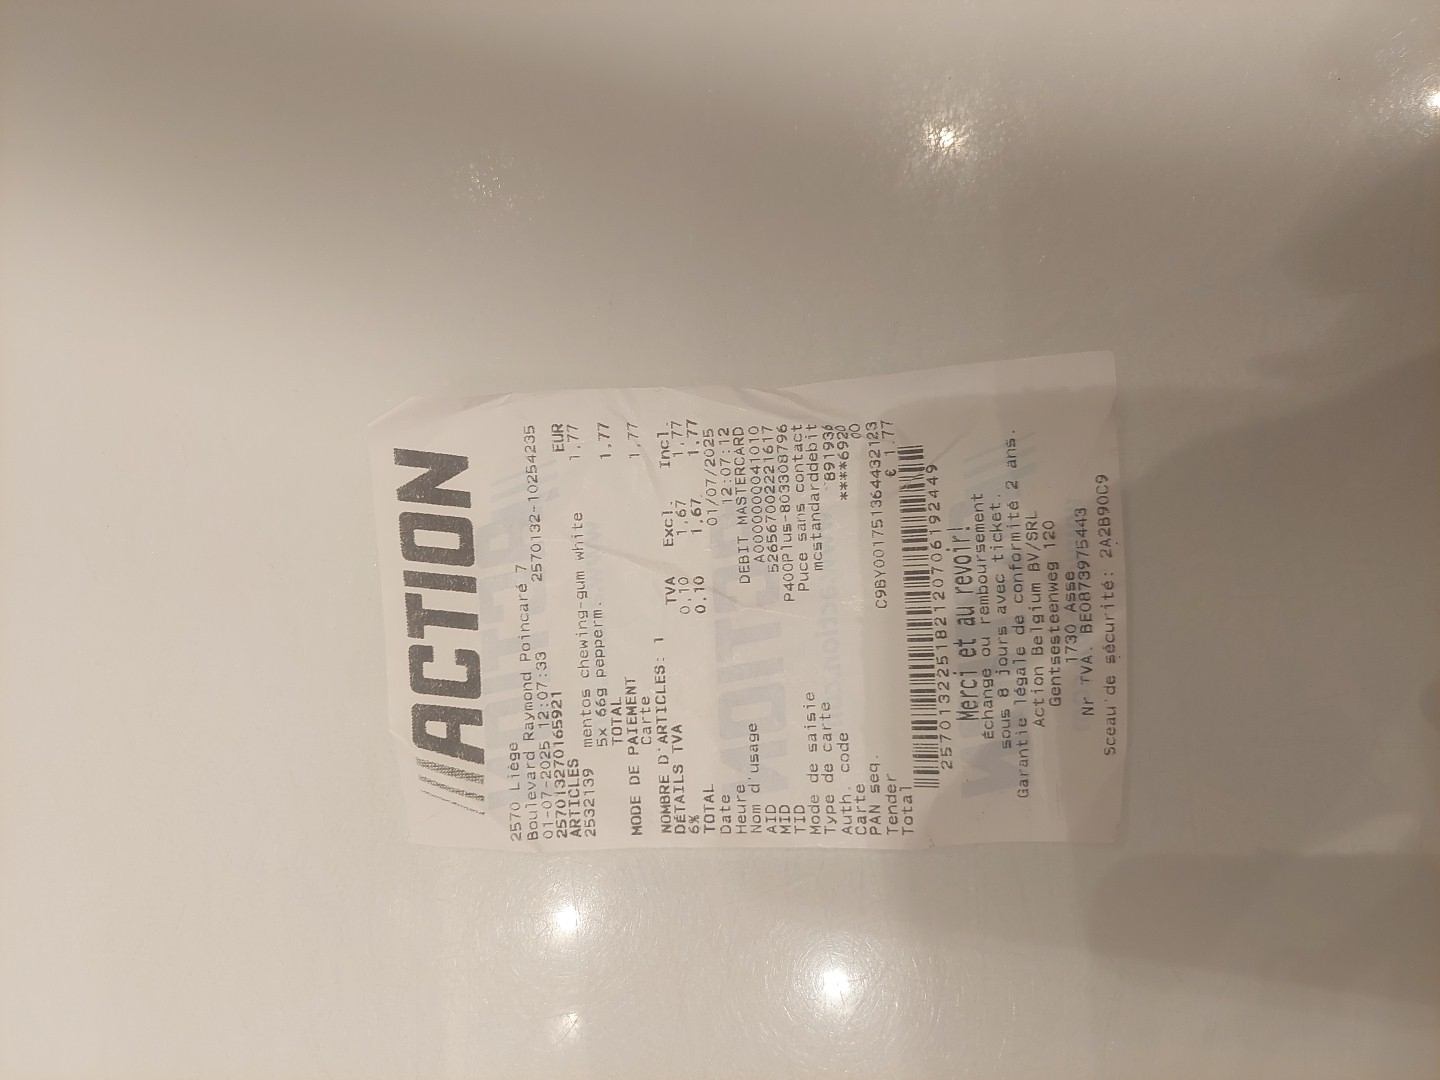 ACTION
2570 Liège
Boulevard Raymond Poincaré 7
01-07-2025 12:07:33 2570132-10254235
2570132701​65921
ARTICLES EUR
2532139 mentos chewing-gum white 1,77
5x 66g pepperm.
TOTAL 1,77
MODE DE PAIEMENT
Carte 1,77
NOMBRE D'ARTICLES: 1
DÉTAILS TVA TVA Excl. Incl.
6% 0,10 1,67 1,77
TOTAL 0,10 1,67 1,77
Date 01/07/2025
Heure 12:07:12
Nom d'usage DEBIT MASTERCARD
AID A0000000041010
MID 526567002221617
TID P400Plus-803308796
Mode de saisie Puce sans contact
Type de carte mcstandarddebit
Auth. code 891936
Carte ****6920
PAN seq. 00
Tender C9BY001751364432123
Total € 1,77
2570132251821207061924​49
Merci et au revoir!
Échange ou remboursement
sous 8 jours avec ticket.
Garantie légale de conformité 2 ans.
Action Belgium BV/SRL
Gentsesteenweg 120
1730 Asse
Nr TVA. BE0873975443
Sceau de sécurité: 2A2B90C9